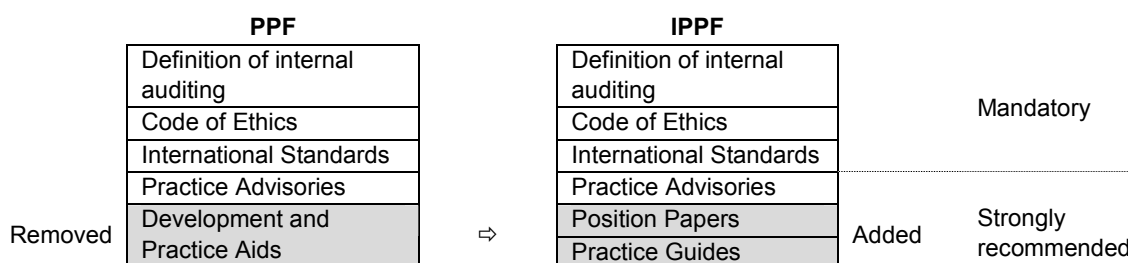 PPF
IPPF
Definition of internal
auditing
Definition of internal
auditing
Mandatory
Code of Ethics
Code of Ethics
International Standards
International Standards
Practice Advisories
Practice Advisories
Removed
Development and
Practice Aids
⇨
Position Papers
Practice Guides
Added
Strongly
recommended